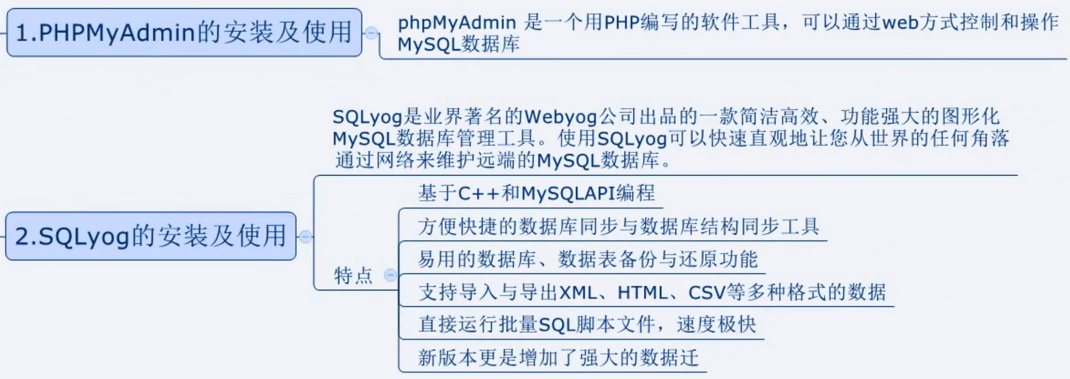 1.PHPMyAdmin的安装及使用
phpMyAdmin 是一个用PHP编写的软件工具，可以通过web方式控制和操作
MySQL数据库
SQLyog是业界著名的Webyog公司出品的一款简洁高效、功能强大的图形化
MySQL数据库管理工具。使用SQLyog可以快速直观地让您从世界的任何角落
通过网络来维护远端的MySQL数据库。
2.SQLyog的安装及使用
特点
基于C++和MySQLAPI编程
方便快捷的数据库同步与数据库结构同步工具
易用的数据库、数据表备份与还原功能
支持导入与导出XML、HTML、CSV等多种格式的数据
直接运行批量SQL脚本文件，速度极快
新版本更是增加了强大的数据迁